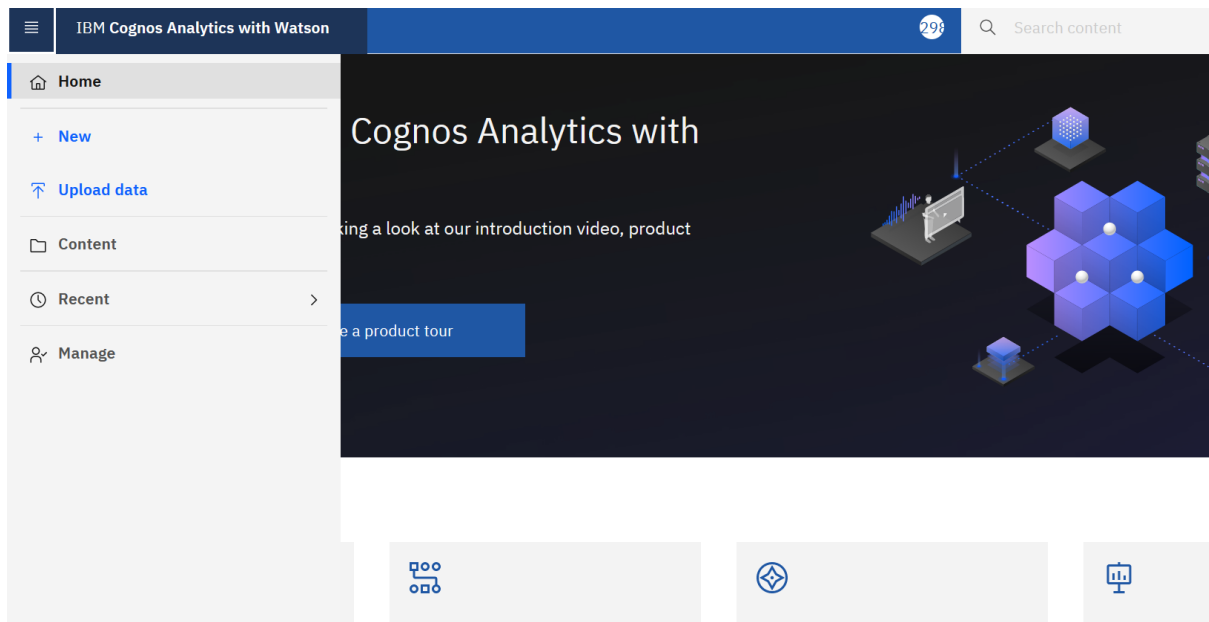 IBM Cognos Analytics with Watson
298
Search content
Home
New
Upload data
Content
Recent
Manage
Cognos Analytics with
king a look at our introduction video, product
e a product tour